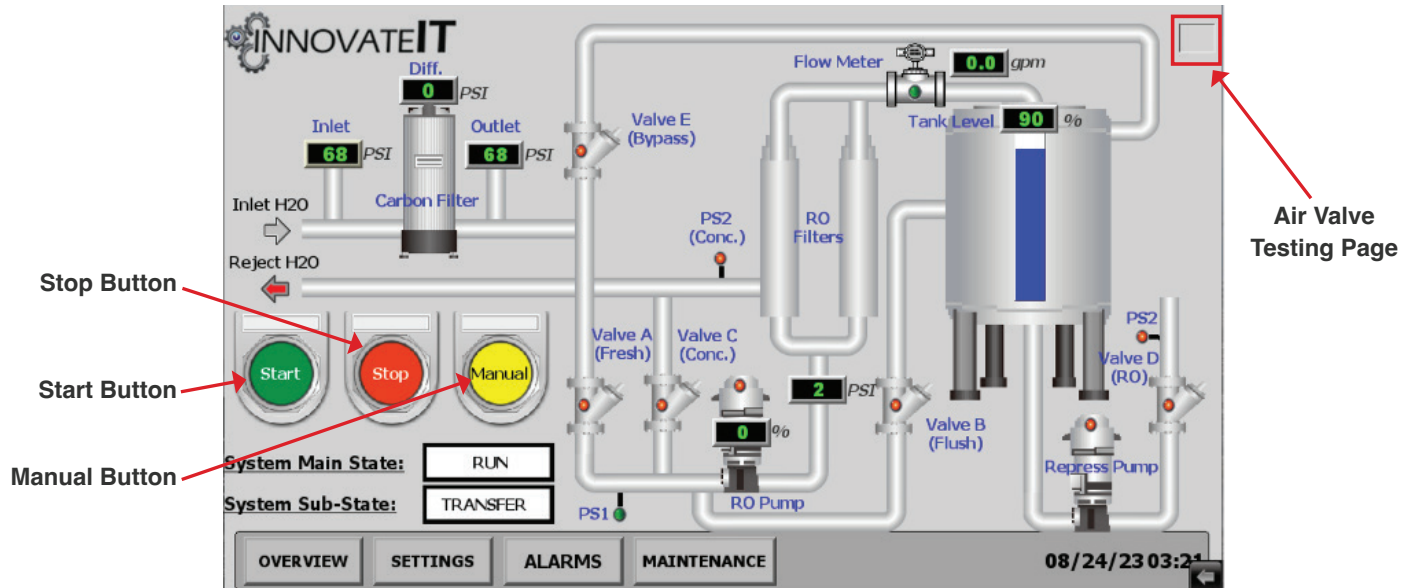 INNOVATEIT
Diff.
0 PSI
Flow Meter
0.0 gpm
Inlet
68 PSI
Outlet
68 PSI
Valve E
(Bypass)
Tank Level 90 %
Inlet H2O
Carbon Filter
PS2
(Conc.)
RO
Filters
Air Valve
Testing Page
Reject H2O
Stop Button
Start Button
Manual Button
Start
Stop
Manual
Valve A
(Fresh)
Valve C
(Conc.)
PS2
Valve D
(RO)
2 PSI
0 %
Valve B
(Flush)
System Main State: RUN
Repress Pump
System Sub-State: TRANSFER
PS1
RO Pump
OVERVIEW
SETTINGS
ALARMS
MAINTENANCE
08/24/23 03:21